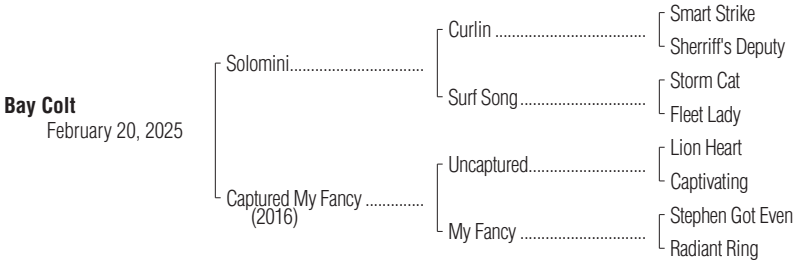 Bay Colt
February 20, 2025
Solomini...............................
Captured My Fancy ..............
(2016)
Curlin ...................................
Surf Song..............................
Uncaptured...........................
My Fancy .............................
Smart Strike
Sherriff's Deputy
Storm Cat
Fleet Lady
Lion Heart
Captivating
Stephen Got Even
Radiant Ring